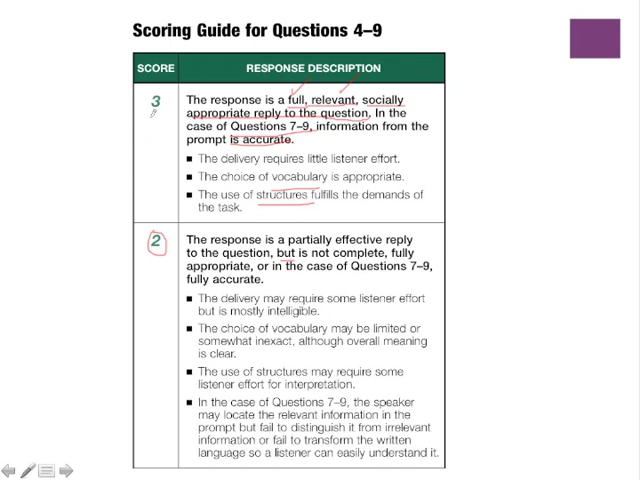 Scoring Guide for Questions 4–9
SCORE
RESPONSE DESCRIPTION
3
The response is a full, relevant, socially
appropriate reply to the question. In the
case of Questions 7–9, information from the
prompt is accurate.
■ The delivery requires little listener effort.
■ The choice of vocabulary is appropriate.
■ The use of structures fulfills the demands of
the task.
2
The response is a partially effective reply
to the question, but is not complete, fully
appropriate, or in the case of Questions 7–9,
fully accurate.
■ The delivery may require some listener effort
but is mostly intelligible.
■ The choice of vocabulary may be limited or
somewhat inexact, although overall meaning
is clear.
■ The use of structures may require some
listener effort for interpretation.
■ In the case of Questions 7–9, the speaker
may locate the relevant information in the
prompt but fail to distinguish it from irrelevant
information or fail to transform the written
language so a listener can easily understand it.